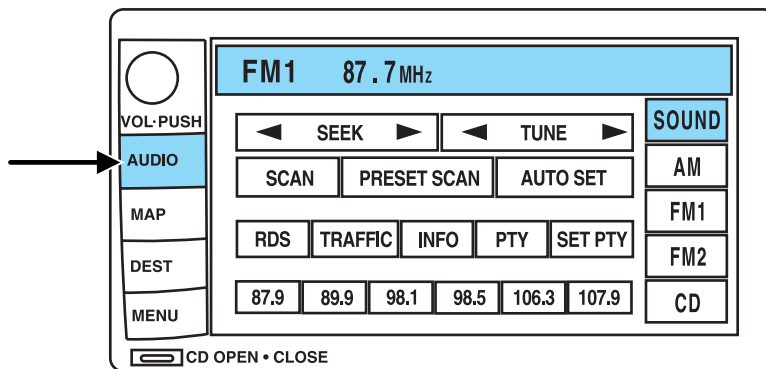 FM1 87.7 MHz
VOL·PUSH
AUDIO
MAP
DEST
MENU
SEEK TUNE
SCAN PRESET SCAN AUTO SET
RDS TRAFFIC INFO PTY SET PTY
87.9 89.9 98.1 98.5 106.3 107.9
SOUND
AM
FM1
FM2
CD
CD OPEN • CLOSE